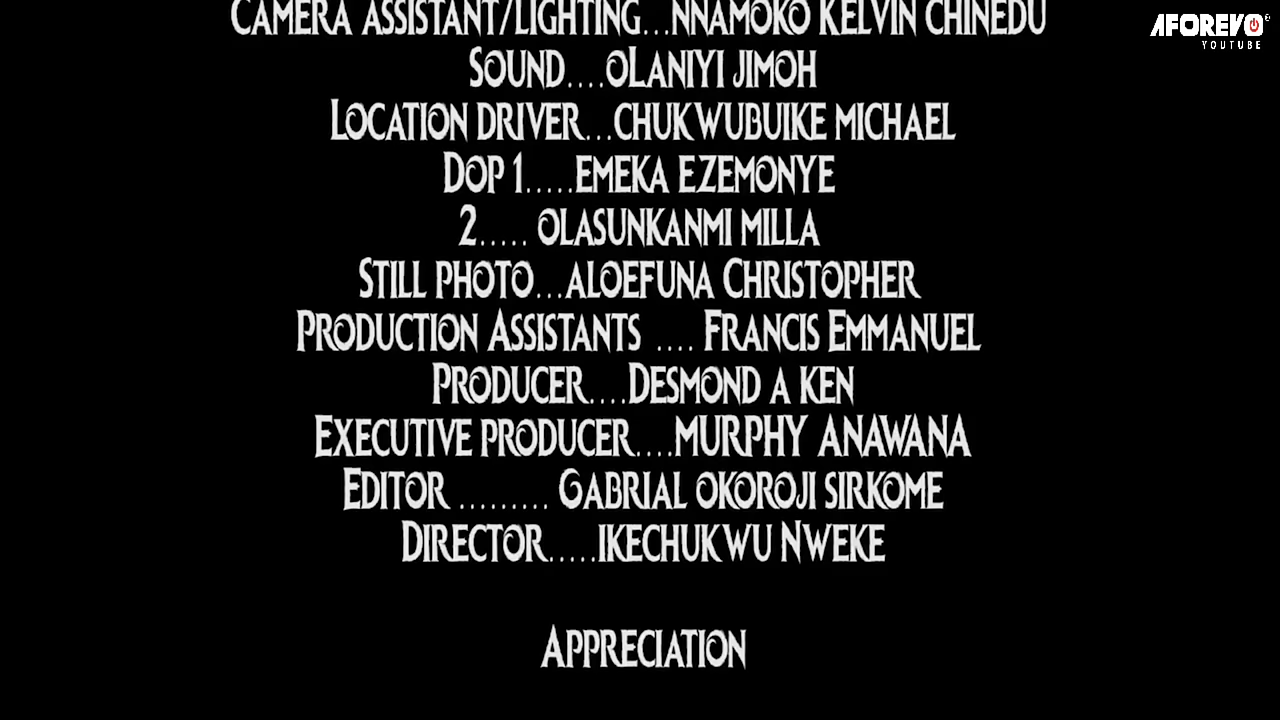 CAMERA ASSISTANT/LIGHTING...NNAMOKO KELVIN CHINEDU
SOUND....OLANIYI JIMOH
LOCATION DRIVER...CHUKWUBUIKE MICHAEL
DOP 1.....EMEKA EZEMONYE
2..... OLASUNKANMI MILLA
STILL PHOTO...ALOEFUNA CHRISTOPHER
PRODUCTION ASSISTANTS .... FRANCIS EMMANUEL
PRODUCER....DESMOND A KEN
EXECUTIVE PRODUCER....MURPHY ANAWANA
EDITOR ......... GABRIAL OKOROJI SIRKOME
DIRECTOR.....IKECHUKWU NWEKE
APPRECIATION
AFOREVO
YOUTUBE